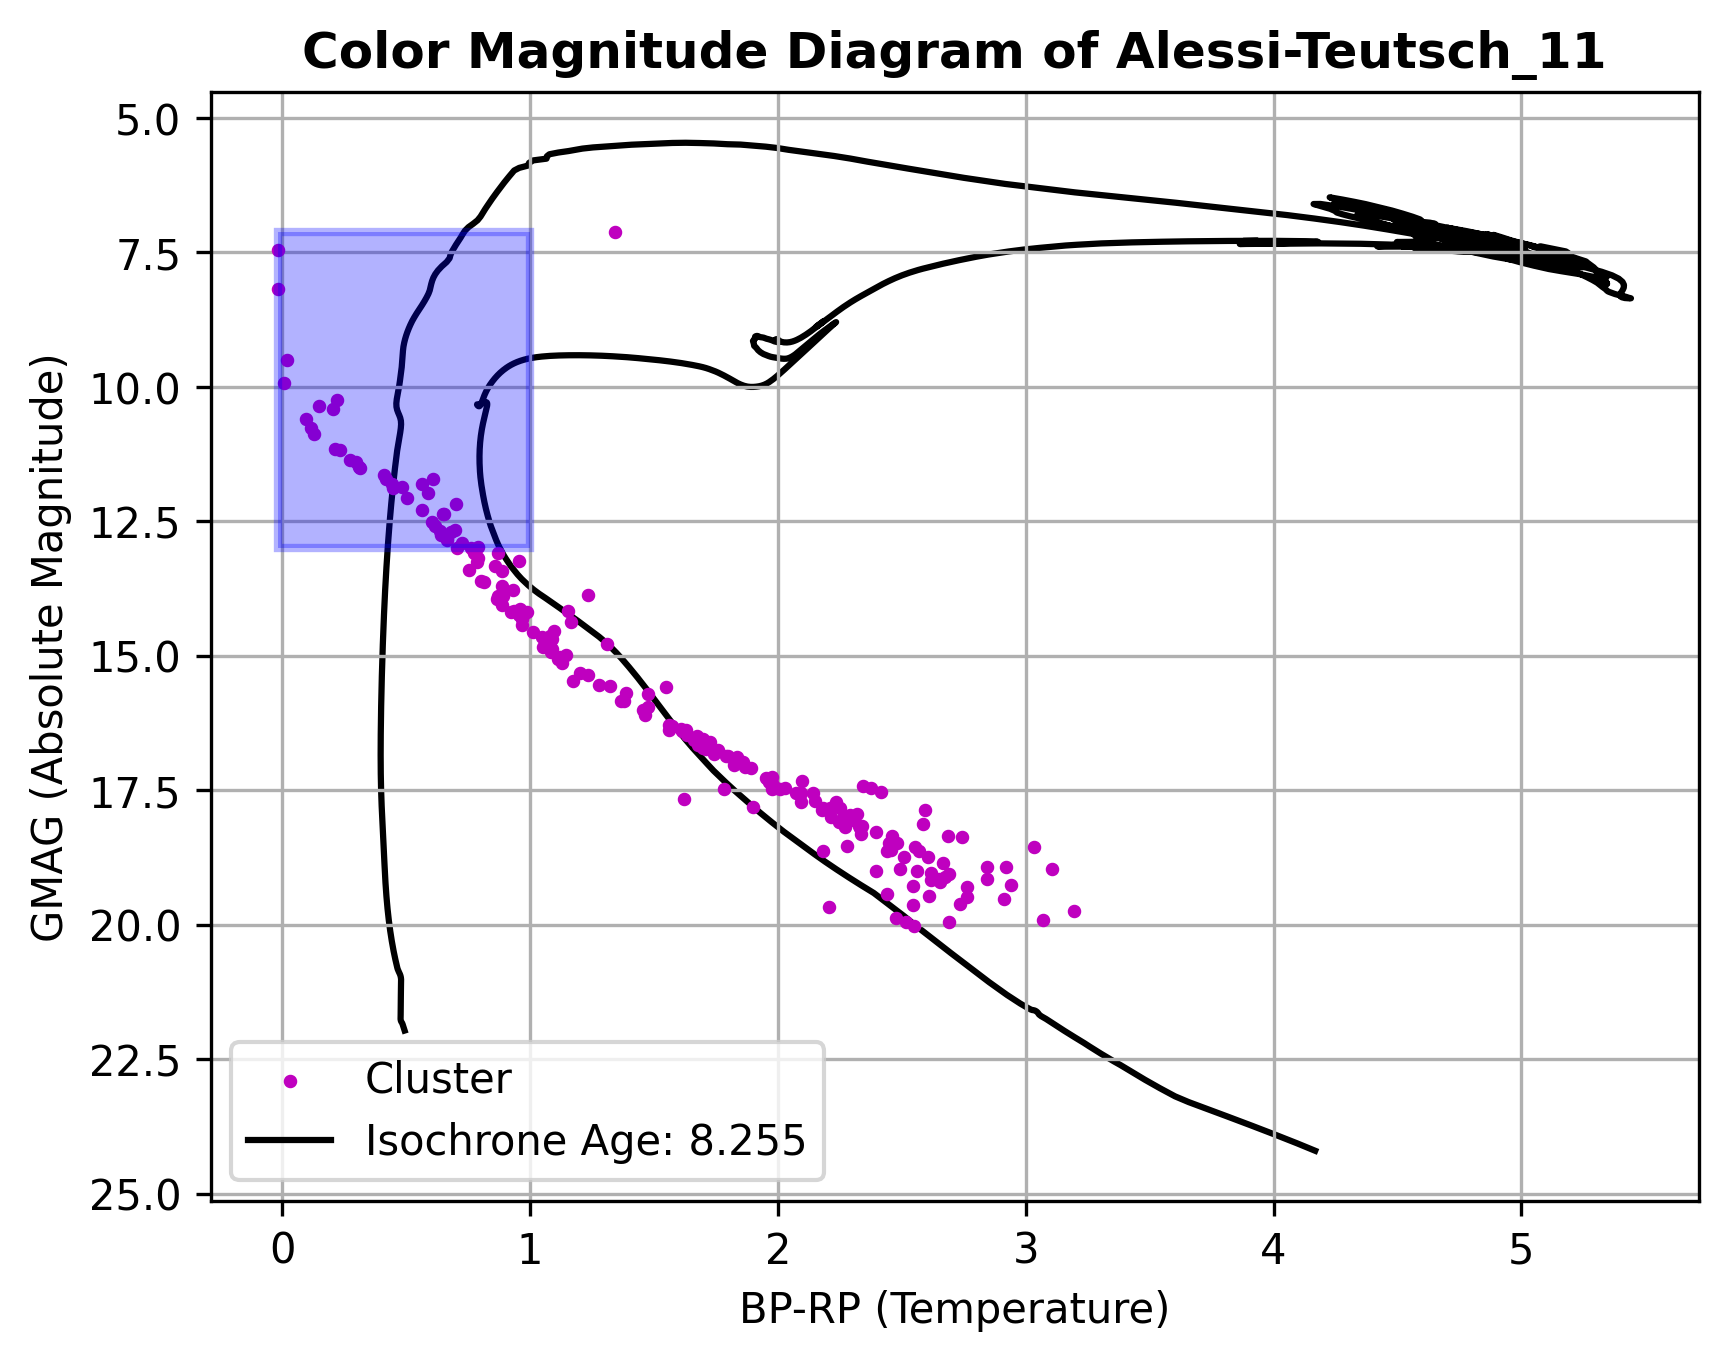 Color Magnitude Diagram of Alessi-Teutsch_11
GMAG (Absolute Magnitude)
5.0
7.5
10.0
12.5
15.0
17.5
20.0
22.5
25.0
Cluster
Isochrone Age: 8.255
0 1 2 3 4 5
BP-RP (Temperature)